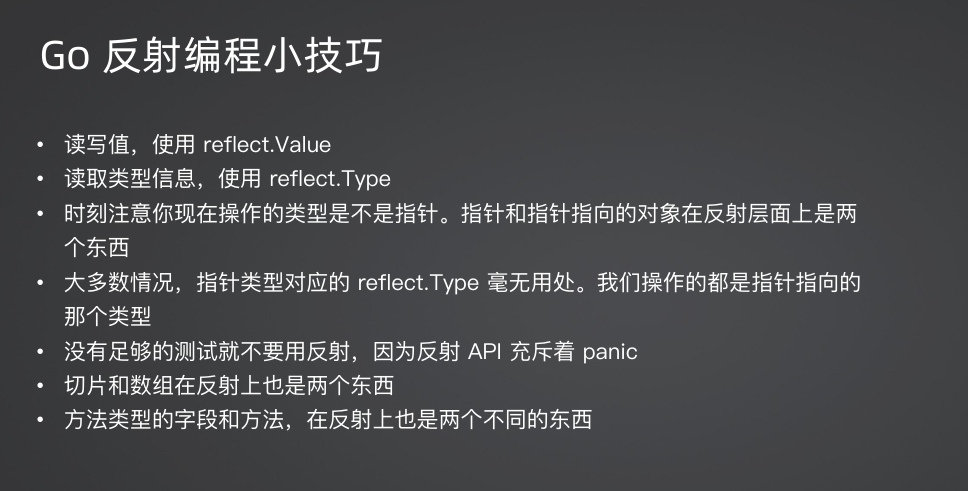 Go 反射编程小技巧
• 读写值，使用 reflect.Value
• 读取类型信息，使用 reflect.Type
• 时刻注意你现在操作的类型是不是指针。指针和指针指向的对象在反射层面上是两
个东西
• 大多数情况，指针类型对应的 reflect.Type 毫无用处。我们操作的都是指针指向的
那个类型
• 没有足够的测试就不要用反射，因为反射 API 充斥着 panic
• 切片和数组在反射上也是两个东西
• 方法类型的字段和方法，在反射上也是两个不同的东西